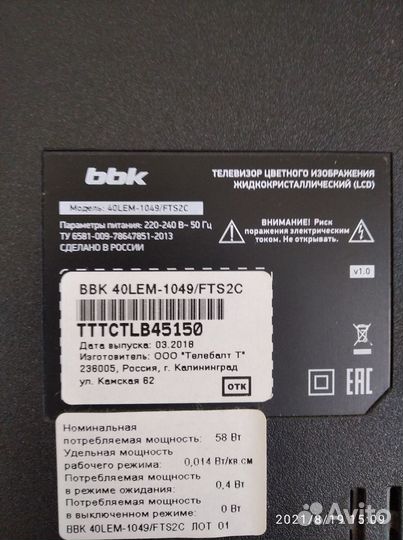 bbk
ТЕЛЕВИЗОР ЦВЕТНОГО ИЗОБРАЖЕНИЯ
ЖИДКОКРИСТАЛЛИЧЕСКИЙ (LCD)
Модель: 40LEM-1049/FTS2C
Параметры питания: 220-240 В~ 50 Гц
ТУ 6581-009-78647851-2013
СДЕЛАНО В РОССИИ
ВНИМАНИЕ! Риск
поражения электрическим
током. Не открывать.
v1.0
BBK 40LEM-1049/FTS2C
TTTCTLB45150
Дата выпуска: 03.2018
Изготовитель: ООО "Телебалт Т"
236005, Россия, г. Калининград
ул. Камская 82
ОТК
EAC
Номинальная
потребляемая мощность: 58 Вт
Удельная мощность
рабочего режима: 0,014 Вт/кв см
Потребляемая мощность
в режиме ожидания: 0,4 Вт
Потребляемая мощность
в выключенном режиме: 0 Вт
BBK 40LEM-1049/FTS2C ЛОТ 01
2021/8/19 15:09
Avito